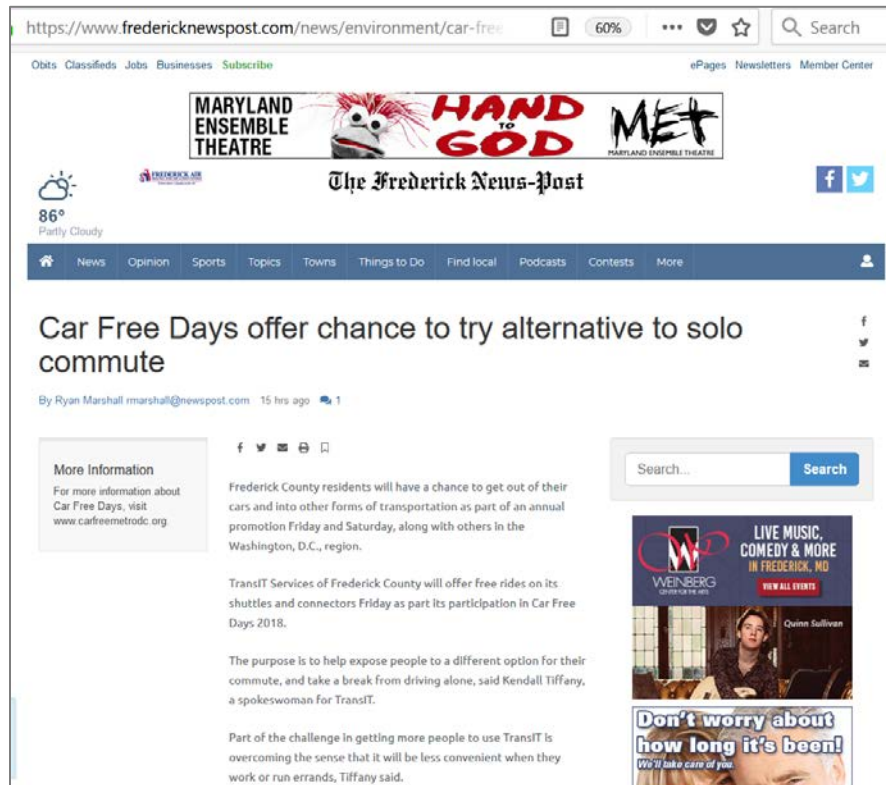 https://www.fredericknewspost.com/news/environment/car-free
60%
Search
Obits Classifieds Jobs Businesses Subscribe
ePages Newsletters Member Center
MARYLAND
ENSEMBLE
THEATRE
HAND
TO
GOD
MET
MARYLAND ENSEMBLE THEATRE
FREDERICK AIR
The Frederick News-Post
86°
Partly Cloudy
News Opinion Sports Topics Towns Things to Do Find local Podcasts Contests More
Car Free Days offer chance to try alternative to solo
commute
By Ryan Marshall rmarshall@newspost.com 15 hrs ago 1
More Information
For more information about
Car Free Days, visit
www.carfreemetrodc.org.
Frederick County residents will have a chance to get out of their
cars and into other forms of transportation as part of an annual
promotion Friday and Saturday, along with others in the
Washington, D.C., region.
TransIT Services of Frederick County will offer free rides on its
shuttles and connectors Friday as part its participation in Car Free
Days 2018.
The purpose is to help expose people to a different option for their
commute, and take a break from driving alone, said Kendall Tiffany,
a spokeswoman for TransIT.
Part of the challenge in getting more people to use TransIT is
overcoming the sense that it will be less convenient when they
work or run errands, Tiffany said.
Search...
Search
WEINBERG
CENTER FOR THE ARTS
LIVE MUSIC,
COMEDY & MORE
IN FREDERICK, MD
VIEW ALL EVENTS
Quinn Sullivan
Don't worry about
how long it's been!
We'll take care of you.